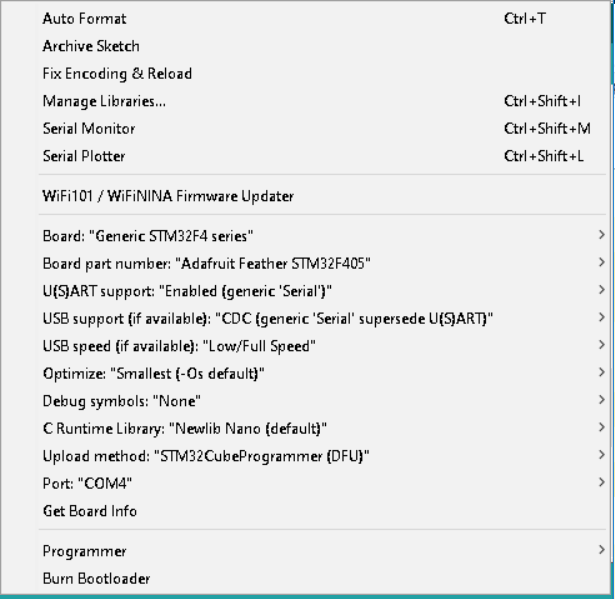 Auto Format Ctrl+T
Archive Sketch
Fix Encoding & Reload
Manage Libraries... Ctrl+Shift+I
Serial Monitor Ctrl+Shift+M
Serial Plotter Ctrl+Shift+L
WiFi101 / WiFiNINA Firmware Updater
Board: "Generic STM32F4 series"
Board part number: "Adafruit Feather STM32F405"
U(S)ART support: "Enabled (generic 'Serial')"
USB support (if available): "CDC (generic 'Serial' supersede U(S)ART)"
USB speed (if available): "Low/Full Speed"
Optimize: "Smallest (-Os default)"
Debug symbols: "None"
C Runtime Library: "Newlib Nano (default)"
Upload method: "STM32CubeProgrammer (DFU)"
Port: "COM4"
Get Board Info
Programmer
Burn Bootloader